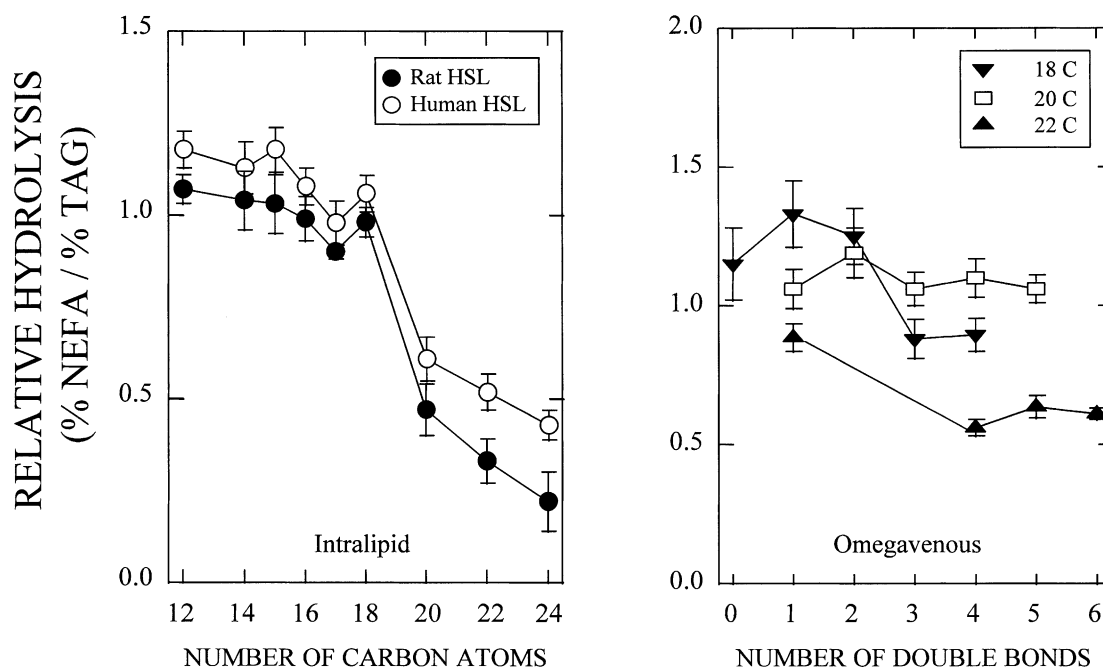 RELATIVE HYDROLYSIS
(% NEFA / % TAG)
1.5
1.0
0.5
0.0
Rat HSL
Human HSL
Intralipid
12 14 16 18 20 22 24
NUMBER OF CARBON ATOMS
2.0
1.5
1.0
0.5
0.0
18 C
20 C
22 C
Omegavenous
0 1 2 3 4 5 6
NUMBER OF DOUBLE BONDS